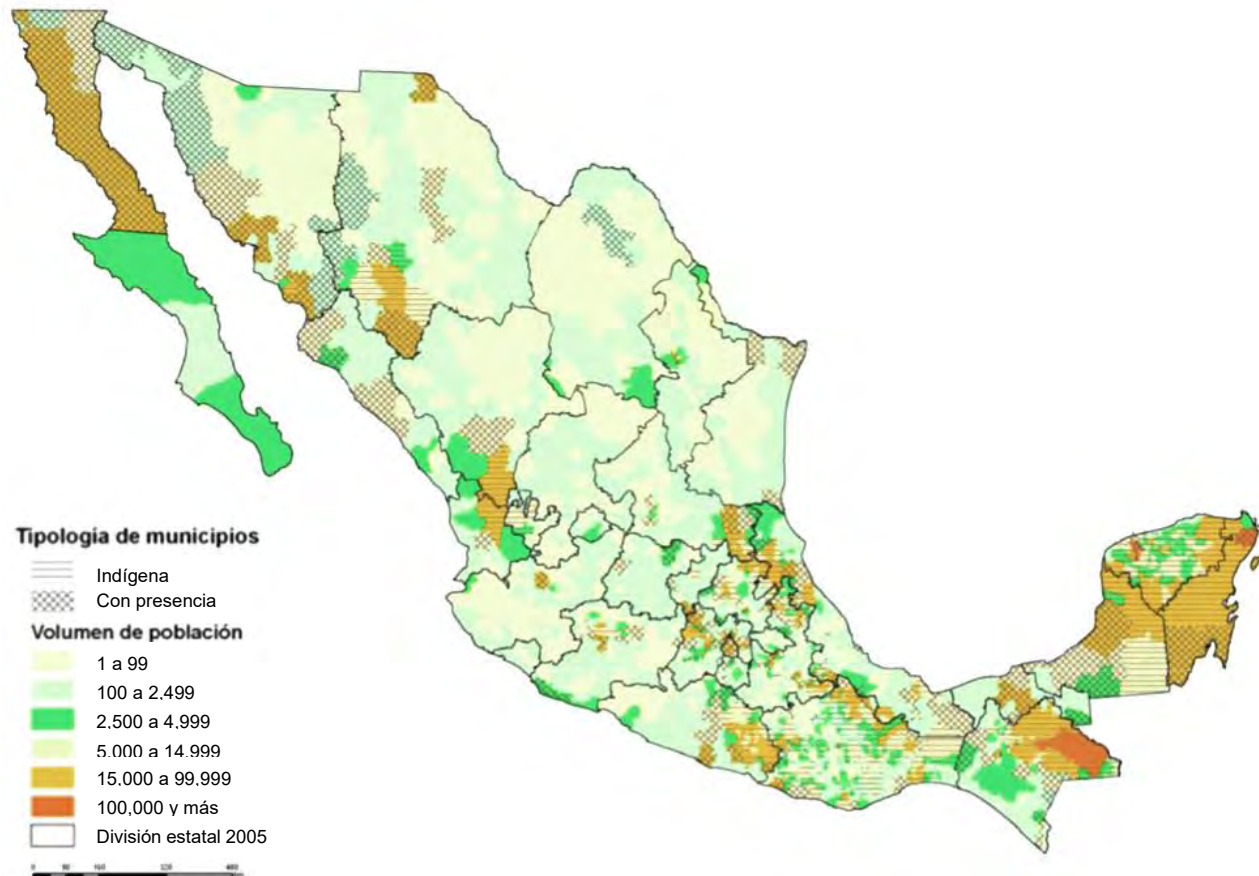 Tipología de municipios
Indígena
Con presencia
Volumen de población
1 a 99
100 a 2,499
2,500 a 4,999
5,000 a 14,999
15,000 a 99,999
100,000 y más
División estatal 2005